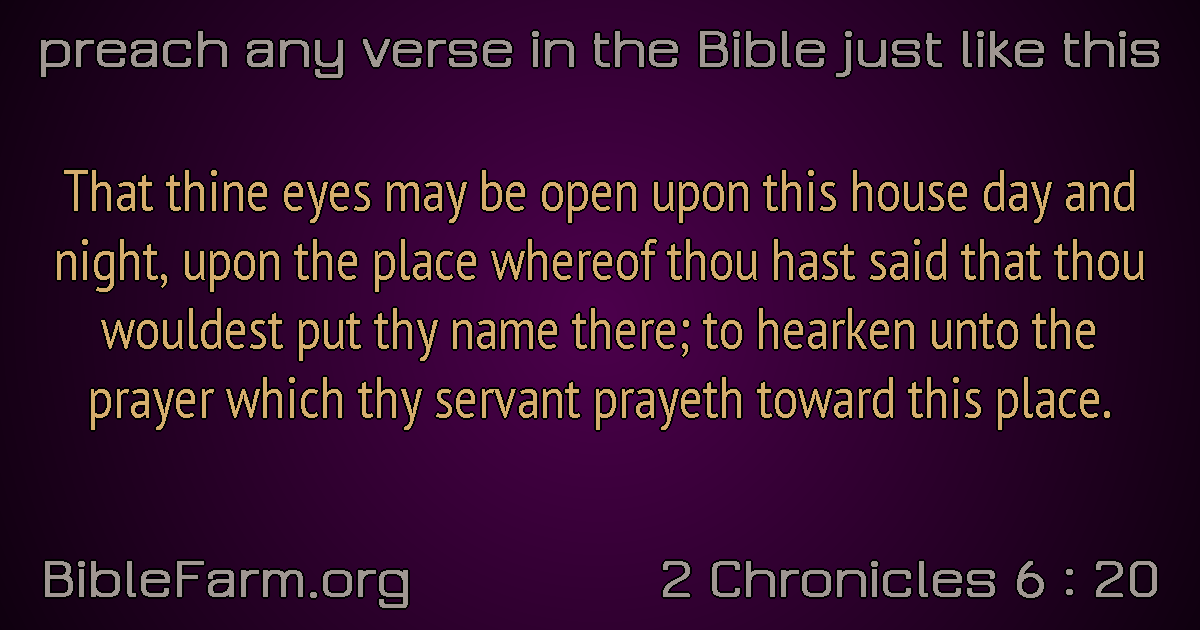 preach any verse in the Bible just like this
That thine eyes may be open upon this house day and
night, upon the place whereof thou hast said that thou
wouldest put thy name there; to hearken unto the
prayer which thy servant prayeth toward this place.
BibleFarm.org
2 Chronicles 6 : 20